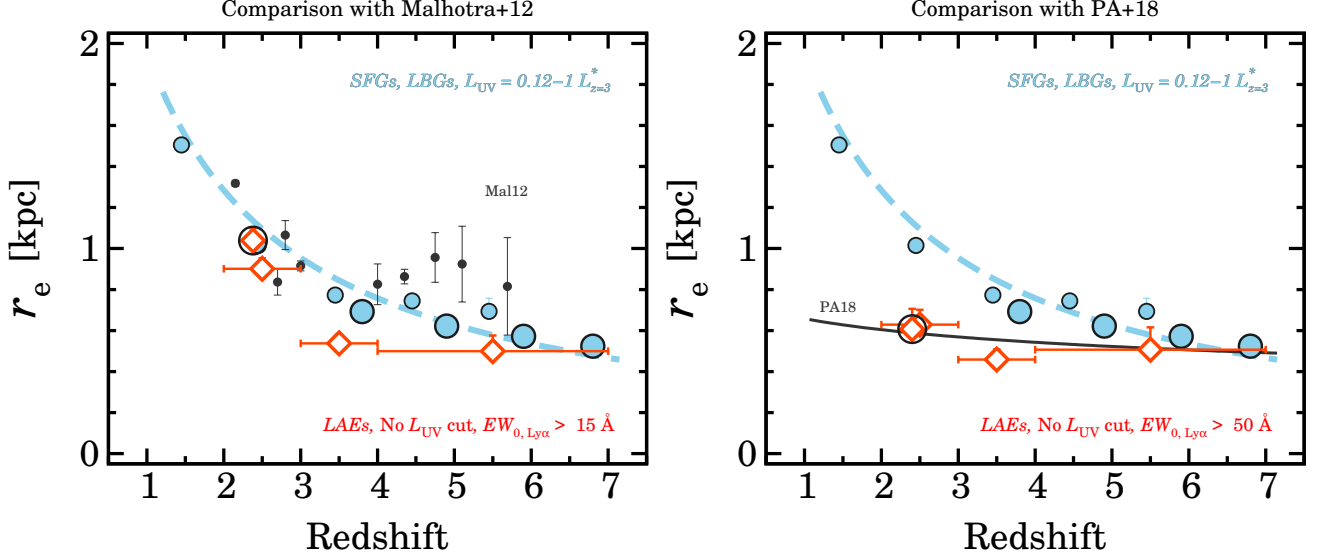 Comparison with Malhotra+12
2
SFGs, LBGs, L_UV = 0.12–1 L*_z=3
Mal12
1
r_e [kpc]
LAEs, No L_UV cut, EW_0, Lyα > 15 Å
0
1 2 3 4 5 6 7
Redshift
Comparison with PA+18
2
SFGs, LBGs, L_UV = 0.12–1 L*_z=3
1
r_e [kpc]
PA18
LAEs, No L_UV cut, EW_0, Lyα > 50 Å
0
1 2 3 4 5 6 7
Redshift